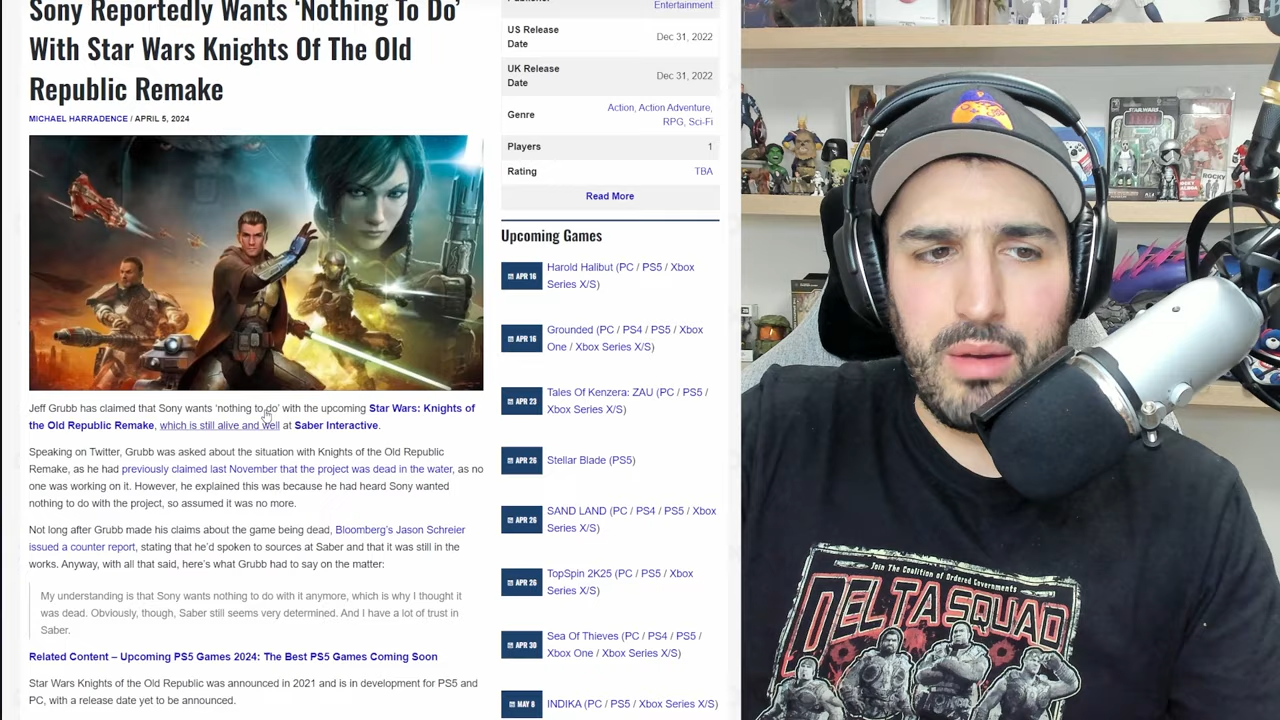 Sony Reportedly Wants ‘Nothing To Do’
With Star Wars Knights Of The Old
Republic Remake
MICHAEL HARRADENCE / APRIL 5, 2024
Jeff Grubb has claimed that Sony wants ‘nothing to do’ with the upcoming Star Wars: Knights of
the Old Republic Remake, which is still alive and well at Saber Interactive.
Speaking on Twitter, Grubb was asked about the situation with Knights of the Old Republic
Remake, as he had previously claimed last November that the project was dead in the water, as no
one was working on it. However, he explained this was because he had heard Sony wanted
nothing to do with the project, so assumed it was no more.
Not long after Grubb made his claims about the game being dead, Bloomberg’s Jason Schreier
issued a counter report, stating that he’d spoken to sources at Saber and that it was still in the
works. Anyway, with all that said, here’s what Grubb had to say on the matter:
My understanding is that Sony wants nothing to do with it anymore, which is why I thought it
was dead. Obviously, though, Saber still seems very determined. And I have a lot of trust in
Saber.
Related Content – Upcoming PS5 Games 2024: The Best PS5 Games Coming Soon
Star Wars Knights of the Old Republic was announced in 2021 and is in development for PS5 and
PC, with a release date yet to be announced.
Publisher
Entertainment
US Release
Date
Dec 31, 2022
UK Release
Date
Dec 31, 2022
Genre
Action, Action Adventure,
RPG, Sci-Fi
Players
1
Rating
TBA
Read More
Upcoming Games
APR 16
Harold Halibut (PC / PS5 / Xbox
Series X/S)
APR 16
Grounded (PC / PS4 / PS5 / Xbox
One / Xbox Series X/S)
APR 23
Tales Of Kenzera: ZAU (PC / PS5 /
Xbox Series X/S)
APR 26
Stellar Blade (PS5)
APR 26
SAND LAND (PC / PS4 / PS5 / Xbox
Series X/S)
APR 26
TopSpin 2K25 (PC / PS5 / Xbox
Series X/S)
APR 30
Sea Of Thieves (PC / PS4 / PS5 /
Xbox One / Xbox Series X/S)
MAY 8
INDIKA (PC / PS5 / Xbox Series X/S)
STAR WARS
ROCKY
ROCKY
Join The Coalition of Ordered Governments
DELTA SQUAD